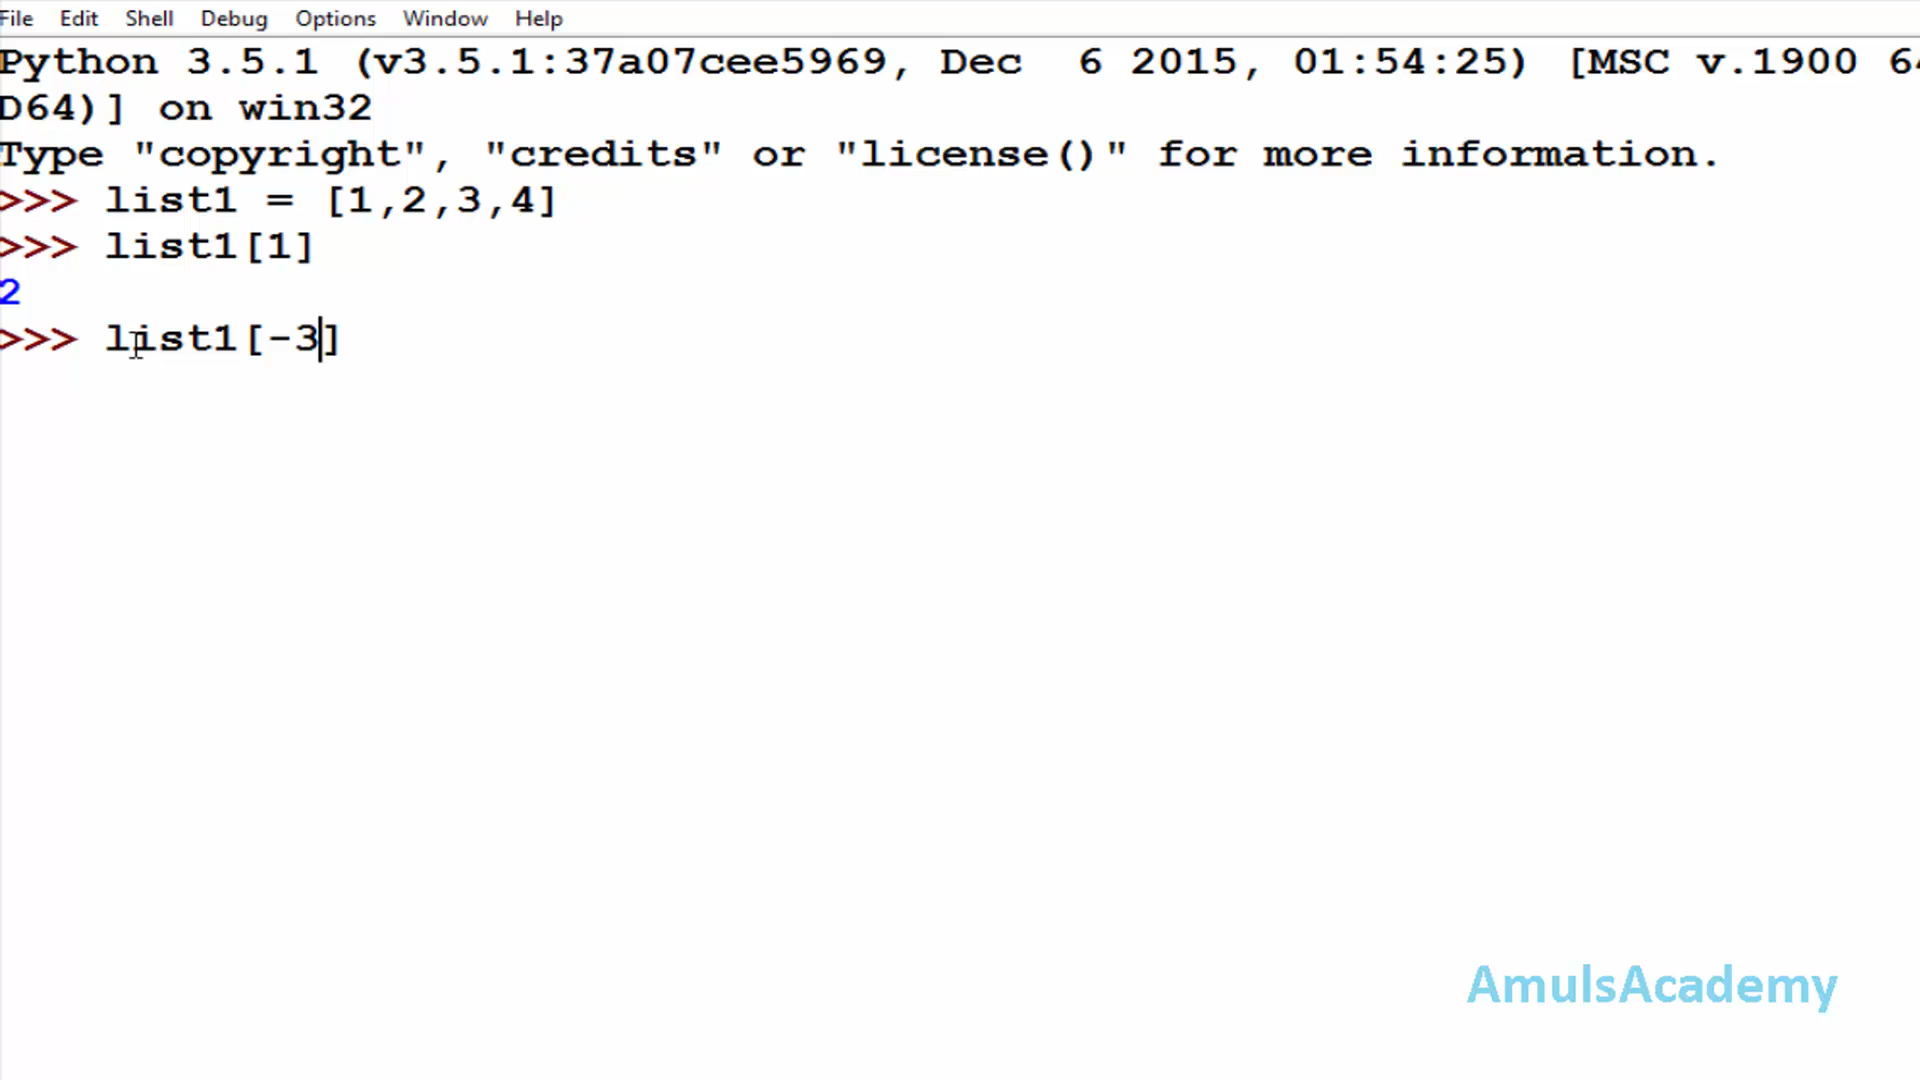 File Edit Shell Debug Options Window Help
Python 3.5.1 (v3.5.1:37a07cee5969, Dec  6 2015, 01:54:25) [MSC v.1900 64
D64)] on win32
Type "copyright", "credits" or "license()" for more information.
>>> list1 = [1,2,3,4]
>>> list1[1]
2
>>> list1[-3]
AmulsAcademy